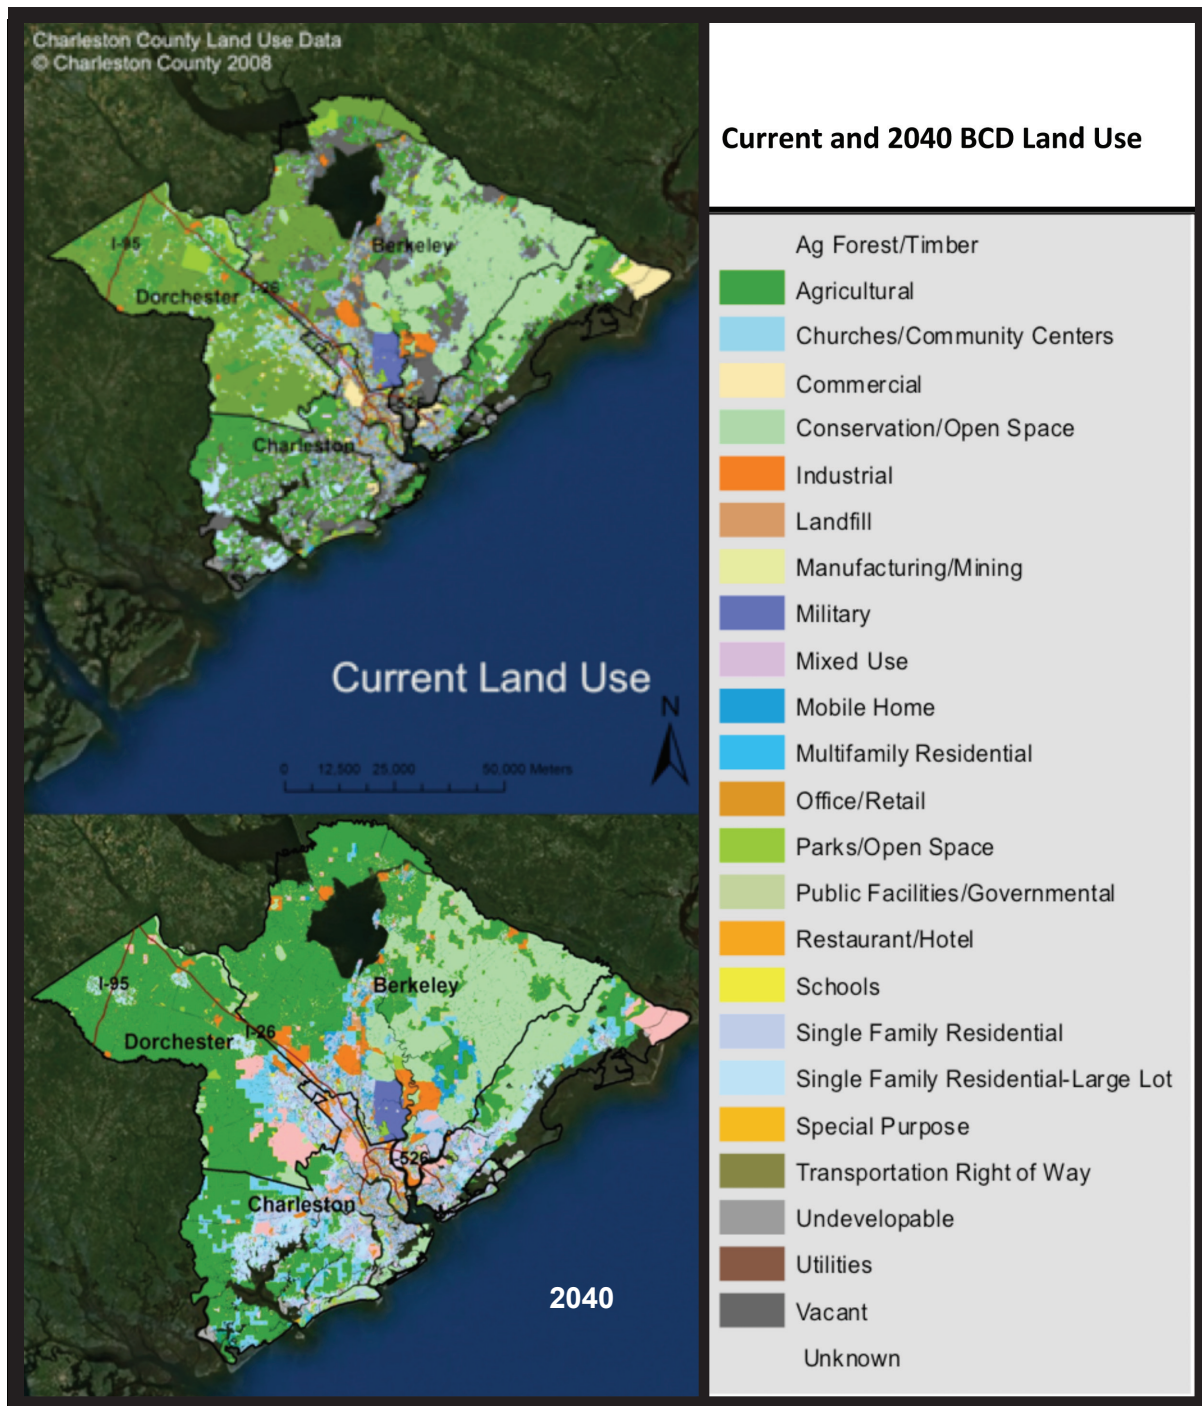 Charleston County Land Use Data
© Charleston County 2008
I-95
Dorchester
I-26
Berkeley
Charleston
Current Land Use
N
0 12,500 25,000 50,000 Meters
I-95
Dorchester
I-26
Berkeley
I-526
Charleston
2040
Current and 2040 BCD Land Use
Ag Forest/Timber
Agricultural
Churches/Community Centers
Commercial
Conservation/Open Space
Industrial
Landfill
Manufacturing/Mining
Military
Mixed Use
Mobile Home
Multifamily Residential
Office/Retail
Parks/Open Space
Public Facilities/Governmental
Restaurant/Hotel
Schools
Single Family Residential
Single Family Residential-Large Lot
Special Purpose
Transportation Right of Way
Undevelopable
Utilities
Vacant
Unknown